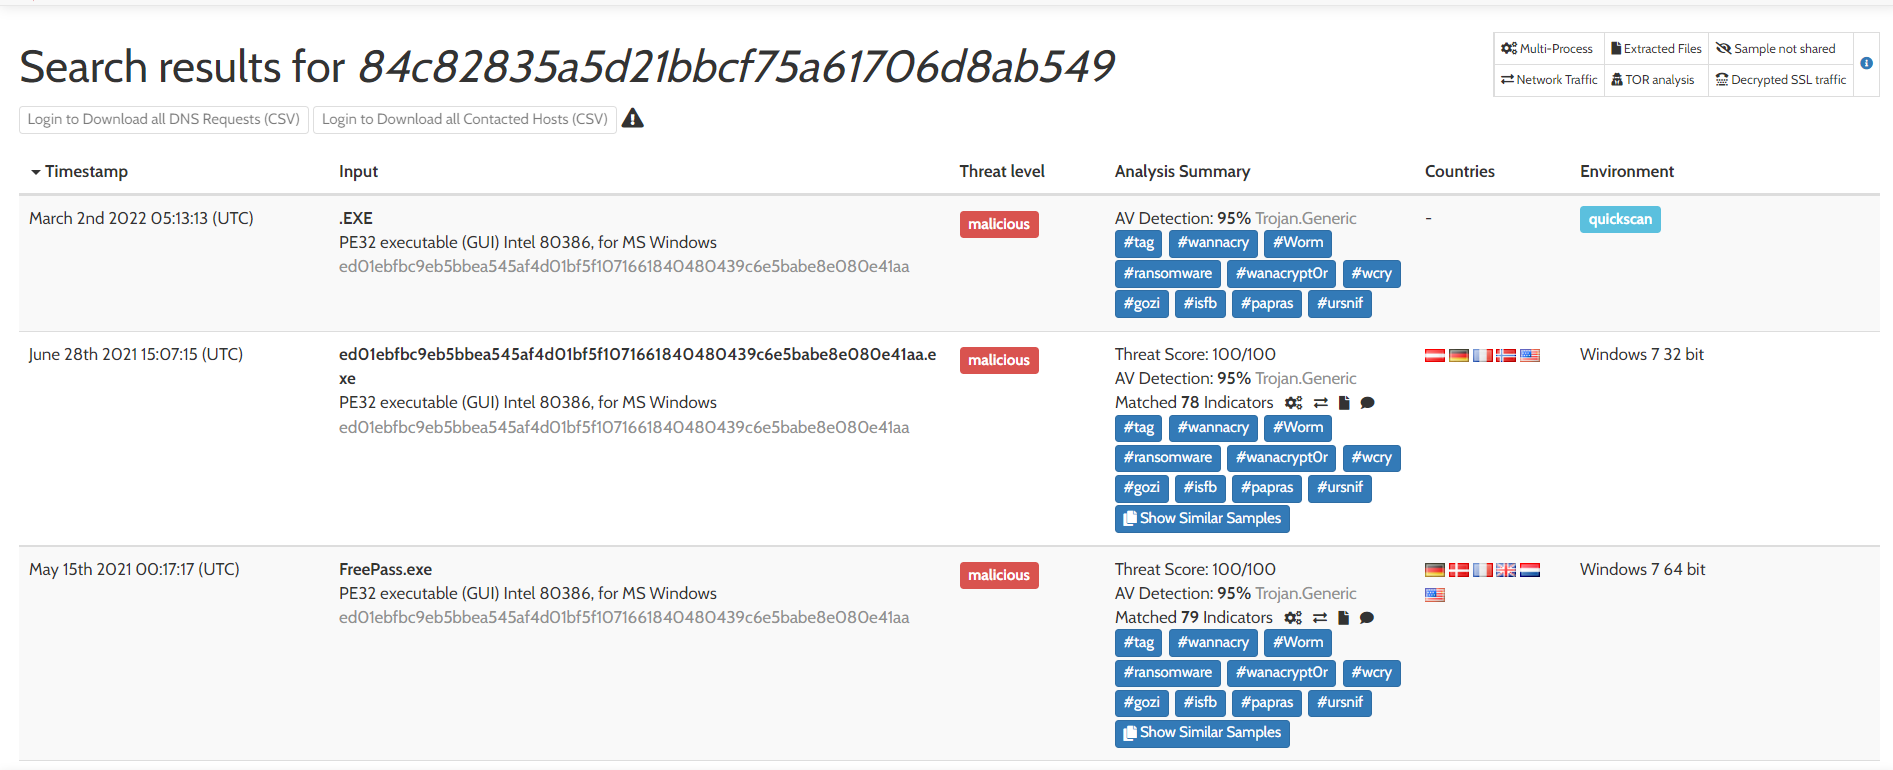 Search results for 84c82835a5d21bbcf75a61706d8ab549
Multi-Process Extracted Files Sample not shared
Network Traffic TOR analysis Decrypted SSL traffic
Login to Download all DNS Requests (CSV) Login to Download all Contacted Hosts (CSV)
Timestamp Input Threat level Analysis Summary Countries Environment
March 2nd 2022 05:13:13 (UTC) .EXE malicious AV Detection: 95% Trojan.Generic - quickscan
PE32 executable (GUI) Intel 80386, for MS Windows #tag #wannacry #Worm
ed01ebfbc9eb5bbea545af4d01bf5f1071661840480439c6e5babe8e080e41aa #ransomware #wanacrypt0r #wcry
#gozi #isfb #papras #ursnif
June 28th 2021 15:07:15 (UTC) ed01ebfbc9eb5bbea545af4d01bf5f1071661840480439c6e5babe8e080e41aa.e malicious Threat Score: 100/100 Windows 7 32 bit
xe AV Detection: 95% Trojan.Generic
PE32 executable (GUI) Intel 80386, for MS Windows Matched 78 Indicators
ed01ebfbc9eb5bbea545af4d01bf5f1071661840480439c6e5babe8e080e41aa #tag #wannacry #Worm
#ransomware #wanacrypt0r #wcry
#gozi #isfb #papras #ursnif
Show Similar Samples
May 15th 2021 00:17:17 (UTC) FreePass.exe malicious Threat Score: 100/100 Windows 7 64 bit
PE32 executable (GUI) Intel 80386, for MS Windows AV Detection: 95% Trojan.Generic
ed01ebfbc9eb5bbea545af4d01bf5f1071661840480439c6e5babe8e080e41aa Matched 79 Indicators
#tag #wannacry #Worm
#ransomware #wanacrypt0r #wcry
#gozi #isfb #papras #ursnif
Show Similar Samples